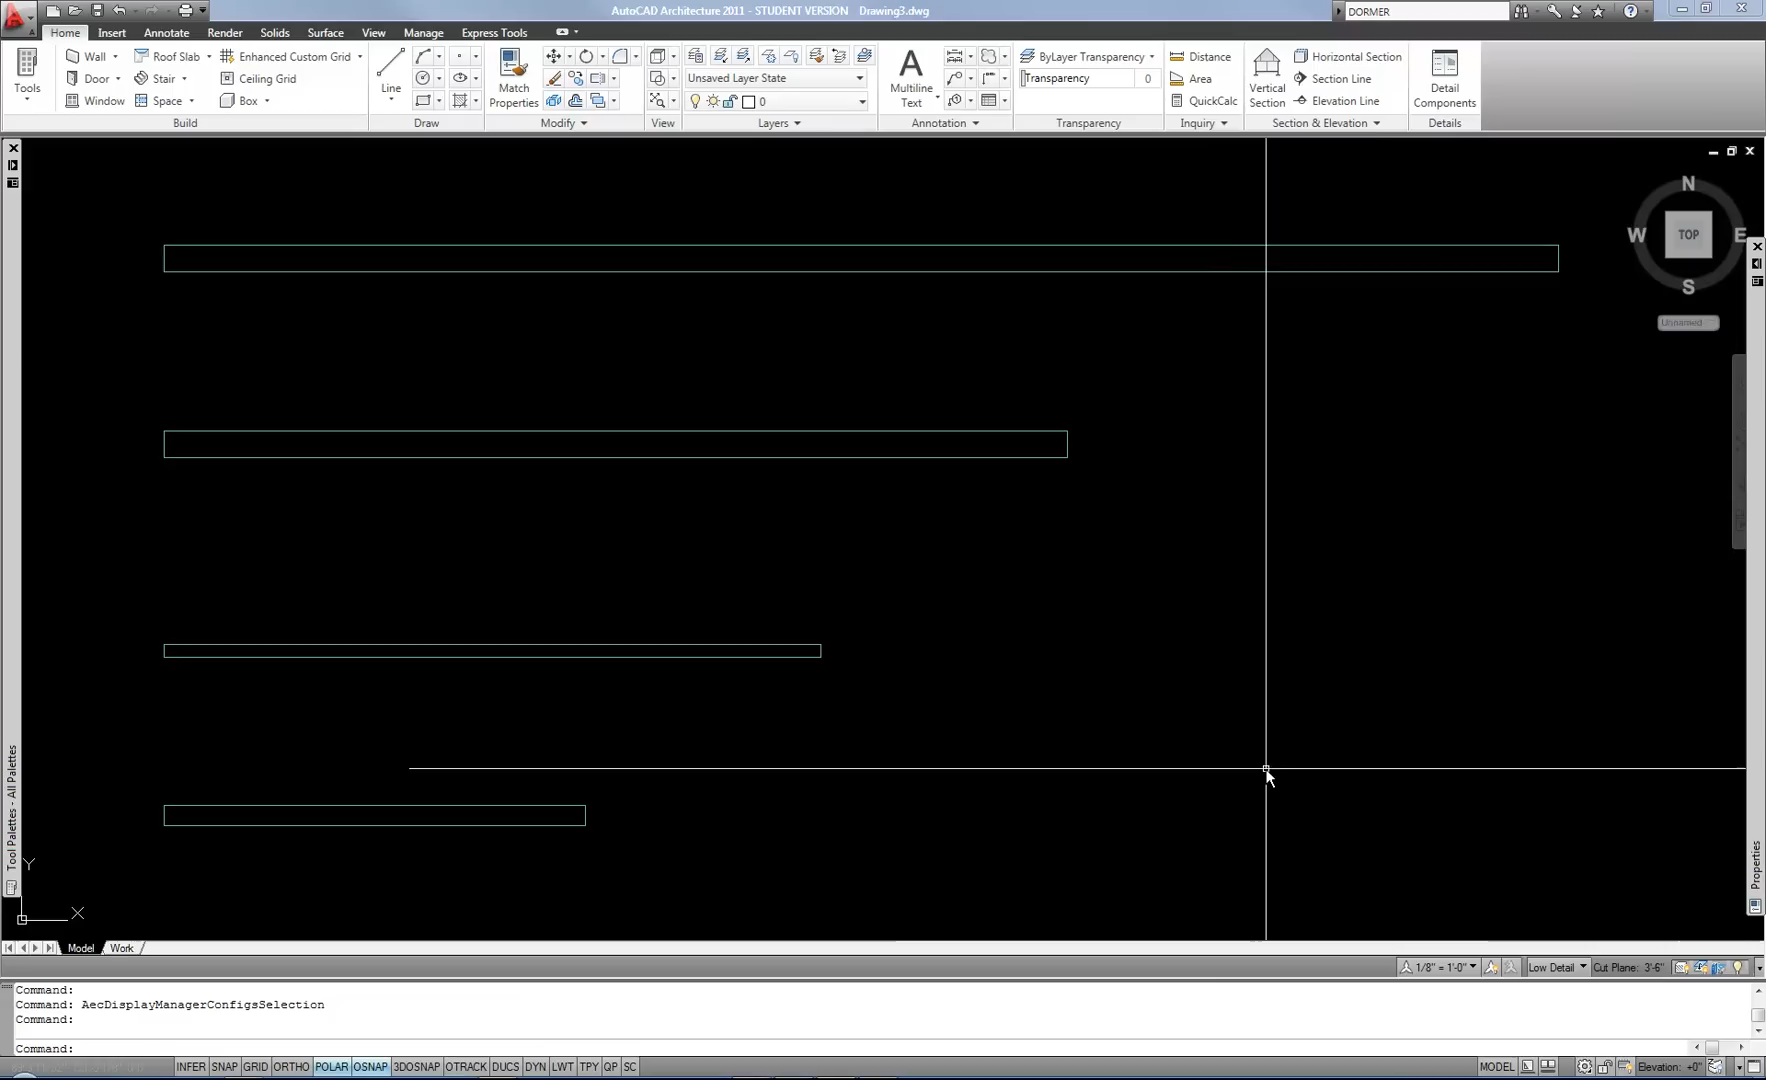 AutoCAD Architecture 2011 - STUDENT VERSION Drawing3.dwg
DORMER
Home Insert Annotate Render Solids Surface View Manage Express Tools
Wall Roof Slab Enhanced Custom Grid
Door Stair Ceiling Grid
Window Space Box
Tools
Build
Line
Draw
Match
Properties
Modify
View
Unsaved Layer State
0
Layers
Multiline
Text
Annotation
ByLayer Transparency
Transparency 0
Transparency
Distance
Area
QuickCalc
Inquiry
Vertical
Section
Horizontal Section
Section Line
Elevation Line
Section & Elevation
Detail
Components
Details
N
W TOP E
S
Unnamed
Tool Palettes - All Palettes
Properties
Y
X
Model Work
1/8" = 1'-0" Low Detail Cut Plane: 3'-6"
Command:
Command: AecDisplayManagerConfigsSelection
Command:
Command:
INFER SNAP GRID ORTHO POLAR OSNAP 3DOSNAP OTRACK DUCS DYN LWT TPY QP SC
MODEL Elevation: +0"